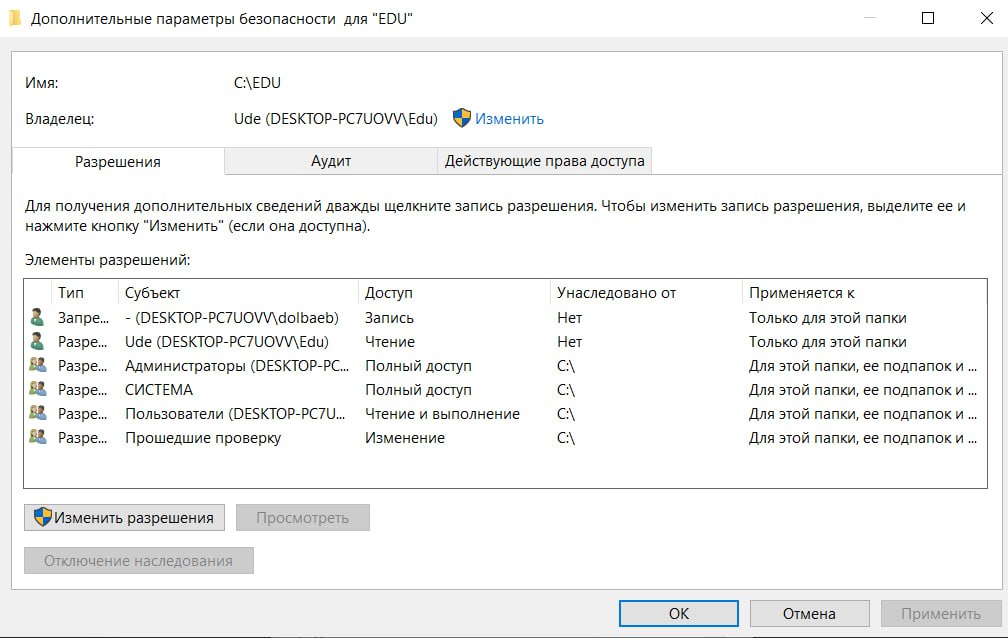 Дополнительные параметры безопасности для "EDU"
Имя: C:\EDU
Владелец: Ude (DESKTOP-PC7UOVV\Edu) Изменить
Разрешения Аудит Действующие права доступа
Для получения дополнительных сведений дважды щелкните запись разрешения. Чтобы изменить запись разрешения, выделите ее и
нажмите кнопку "Изменить" (если она доступна).
Элементы разрешений:
Тип Субъект Доступ Унаследовано от Применяется к
Запре... - (DESKTOP-PC7UOVV\dolbaeb) Запись Нет Только для этой папки
Разре... Ude (DESKTOP-PC7UOVV\Edu) Чтение Нет Только для этой папки
Разре... Администраторы (DESKTOP-PC... Полный доступ C:\ Для этой папки, ее подпапок и ...
Разре... СИСТЕМА Полный доступ C:\ Для этой папки, ее подпапок и ...
Разре... Пользователи (DESKTOP-PC7U... Чтение и выполнение C:\ Для этой папки, ее подпапок и ...
Разре... Прошедшие проверку Изменение C:\ Для этой папки, ее подпапок и ...
Изменить разрешения Просмотреть
Отключение наследования
ОК Отмена Применить